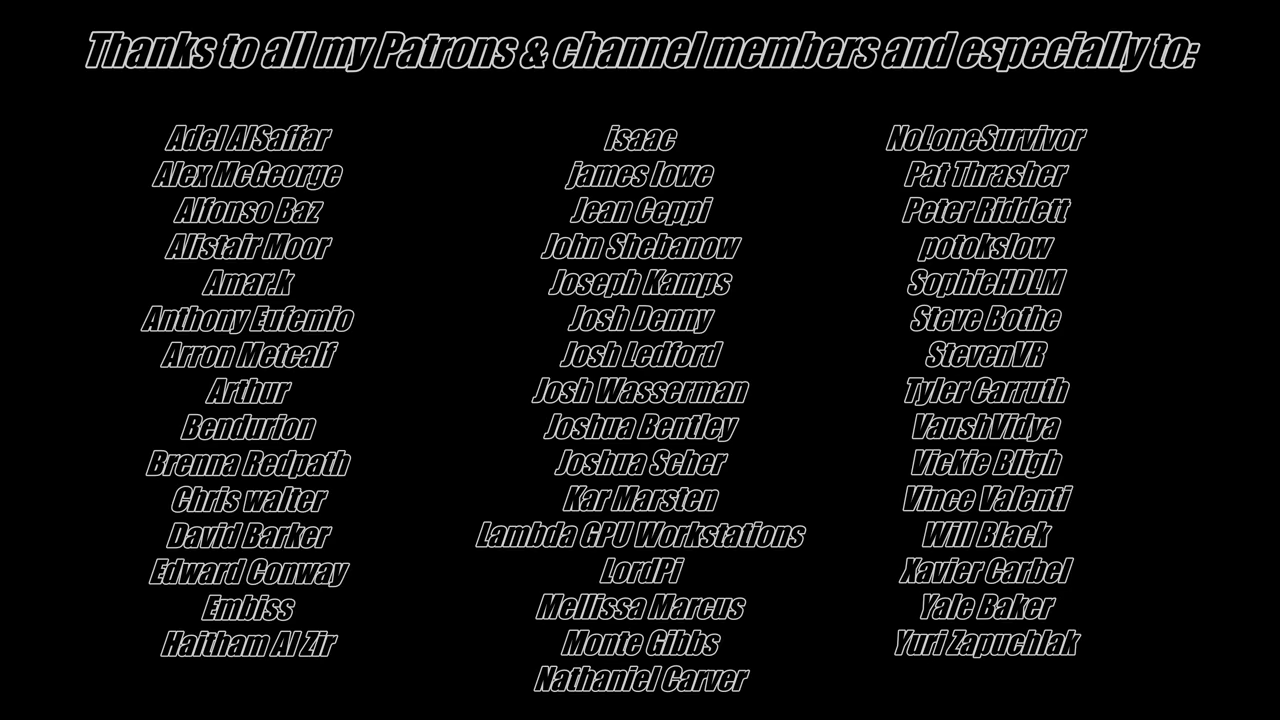 Thanks to all my Patrons & channel members and especially to:
Adel AlSaffar
Alex McGeorge
Alfonso Baz
Alistair Moor
Amar.k
Anthony Eufemio
Arron Metcalf
Arthur
Bendurion
Brenna Redpath
Chris walter
David Barker
Edward Conway
Embiss
Haitham Al Zir
isaac
james lowe
Jean Ceppi
John Shebanow
Joseph Kamps
Josh Denny
Josh Ledford
Josh Wasserman
Joshua Bentley
Joshua Scher
Kar Marsten
Lambda GPU Workstations
LordPi
Mellissa Marcus
Monte Gibbs
Nathaniel Carver
NoLoneSurvivor
Pat Thrasher
Peter Riddett
potokslow
SophieHDLM
Steve Bothe
StevenVR
Tyler Carruth
VaushVidya
Vickie Bligh
Vince Valenti
Will Black
Xavier Carbel
Yale Baker
Yuri Zapuchlak